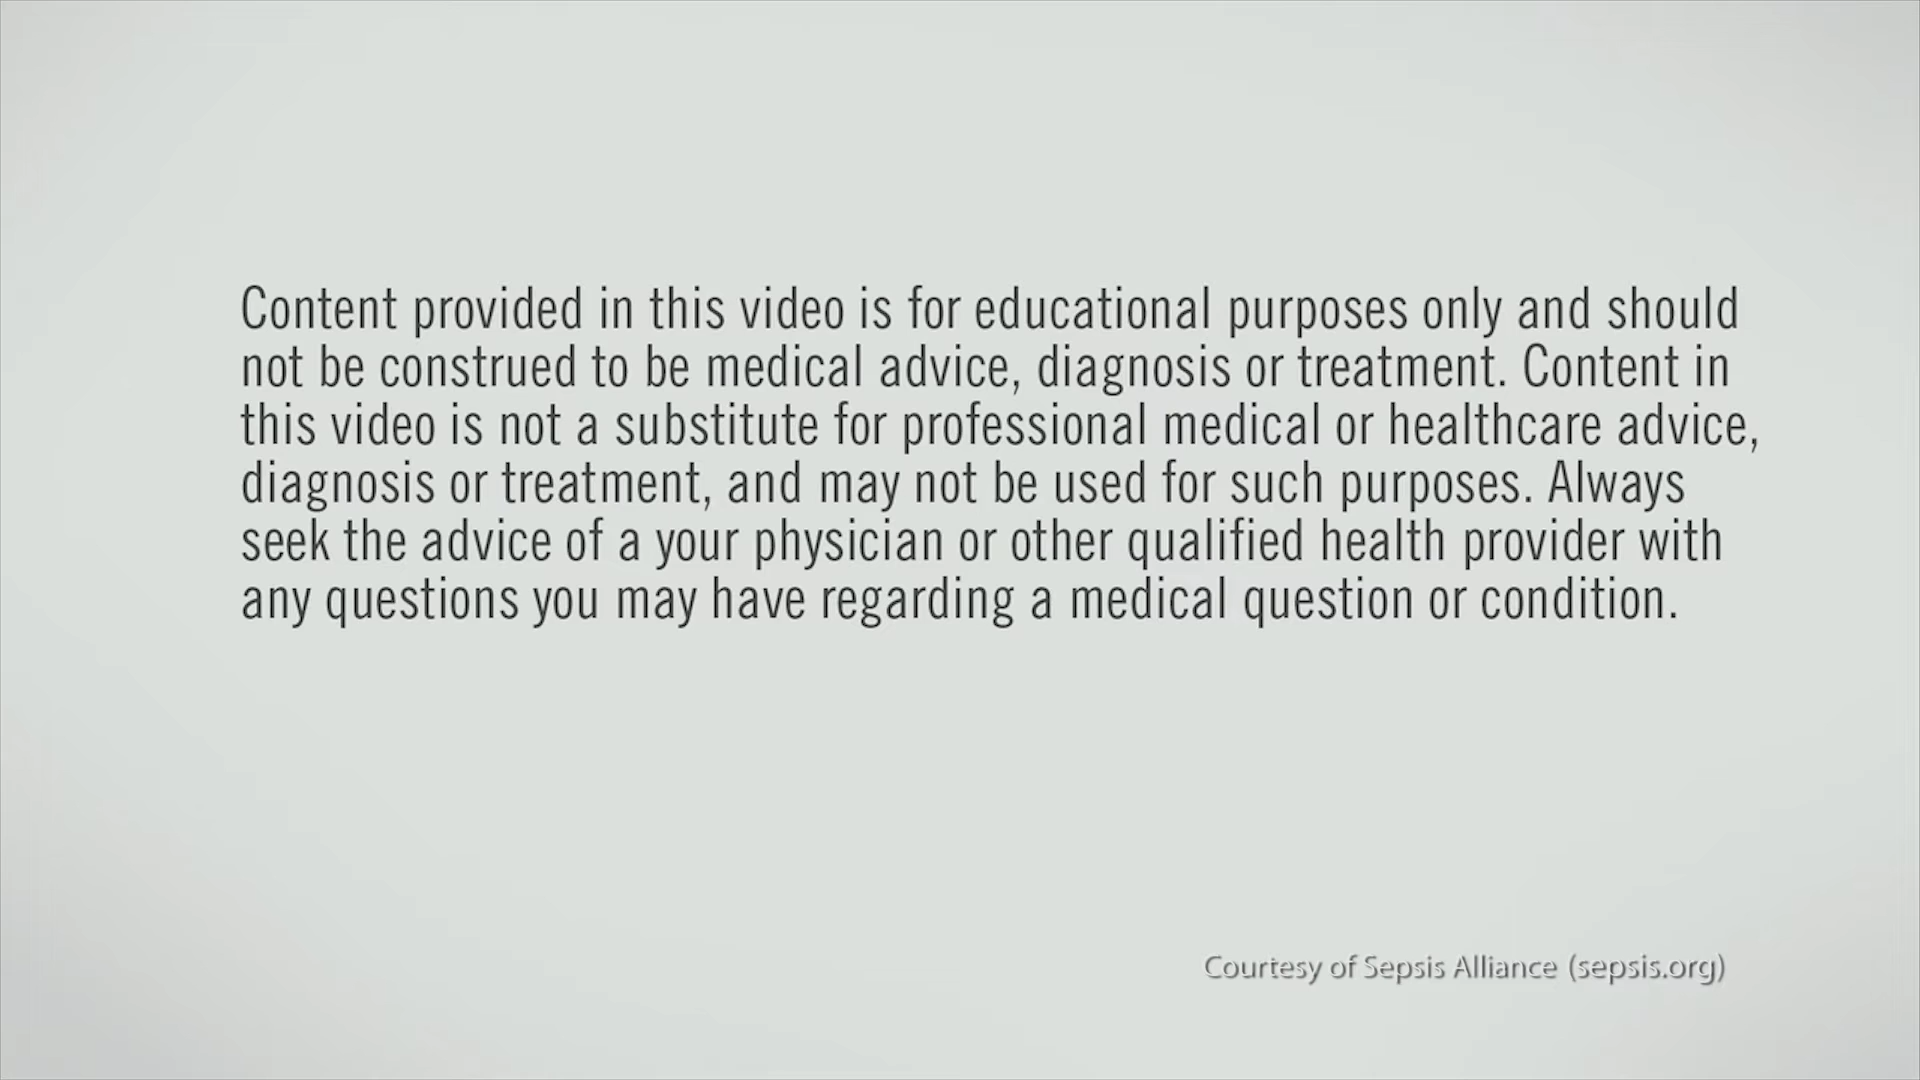 Content provided in this video is for educational purposes only and should
not be construed to be medical advice, diagnosis or treatment. Content in
this video is not a substitute for professional medical or healthcare advice,
diagnosis or treatment, and may not be used for such purposes. Always
seek the advice of a your physician or other qualified health provider with
any questions you may have regarding a medical question or condition.
Courtesy of Sepsis Alliance (sepsis.org)